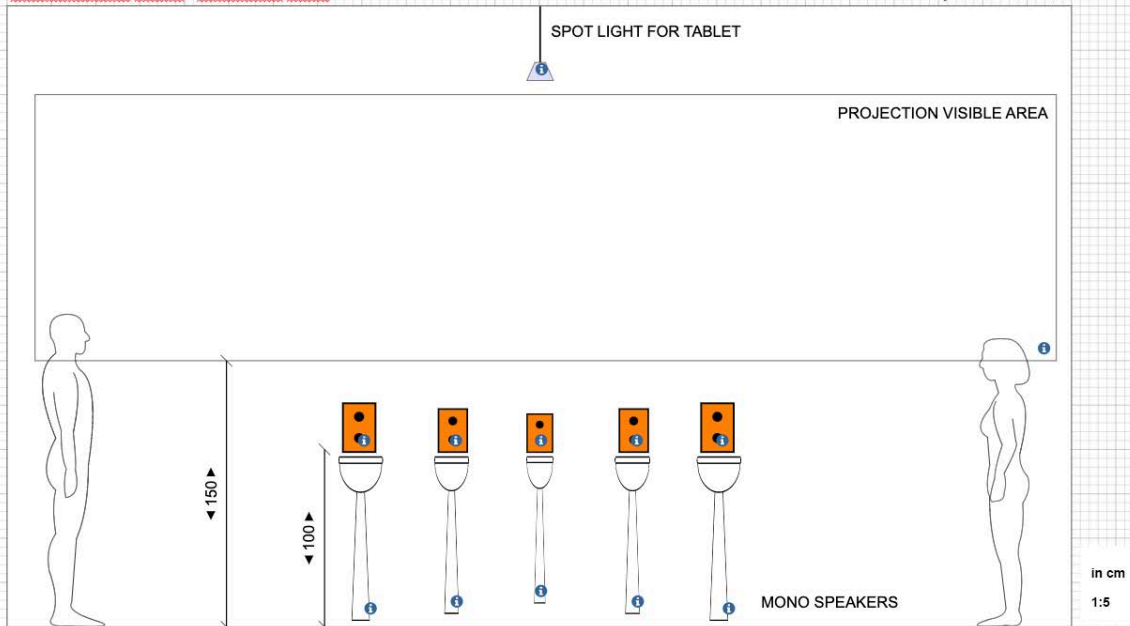 SPOT LIGHT FOR TABLET
PROJECTION VISIBLE AREA
◄ 150 ►
◄ 100 ►
MONO SPEAKERS
in cm
1:5